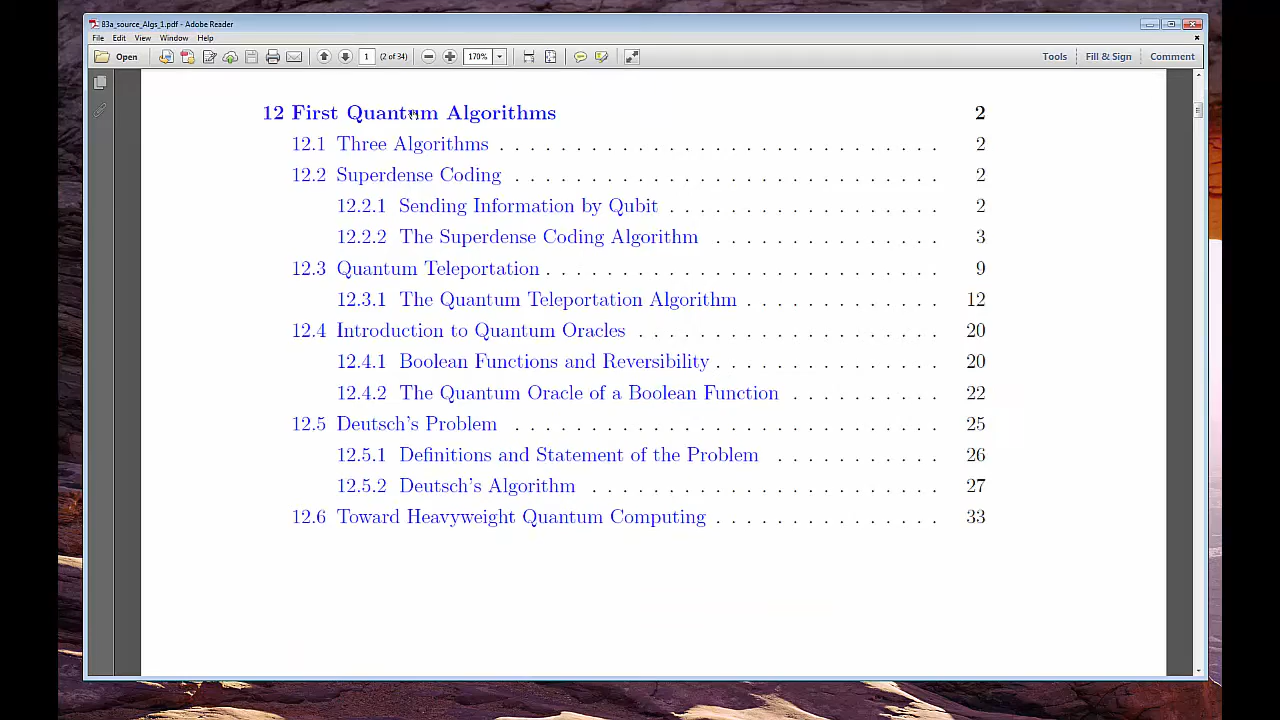 83a_source_Algs_1.pdf - Adobe Reader
File Edit View Window Help
Open 1 (2 of 34) 170% Tools Fill & Sign Comment
12 First Quantum Algorithms 2
12.1 Three Algorithms . . . . . . . . . . . . . . . . . . . . . . . . . . . . . 2
12.2 Superdense Coding . . . . . . . . . . . . . . . . . . . . . . . . . . . 2
12.2.1 Sending Information by Qubit . . . . . . . . . . . . . . . . . . 2
12.2.2 The Superdense Coding Algorithm . . . . . . . . . . . . . . . 3
12.3 Quantum Teleportation . . . . . . . . . . . . . . . . . . . . . . . . . . 9
12.3.1 The Quantum Teleportation Algorithm . . . . . . . . . . . . . 12
12.4 Introduction to Quantum Oracles . . . . . . . . . . . . . . . . . . . . 20
12.4.1 Boolean Functions and Reversibility . . . . . . . . . . . . . . . 20
12.4.2 The Quantum Oracle of a Boolean Function . . . . . . . . . . 22
12.5 Deutsch's Problem . . . . . . . . . . . . . . . . . . . . . . . . . . . . 25
12.5.1 Definitions and Statement of the Problem . . . . . . . . . . . 26
12.5.2 Deutsch's Algorithm . . . . . . . . . . . . . . . . . . . . . . . 27
12.6 Toward Heavyweight Quantum Computing . . . . . . . . . . . . . . . 33